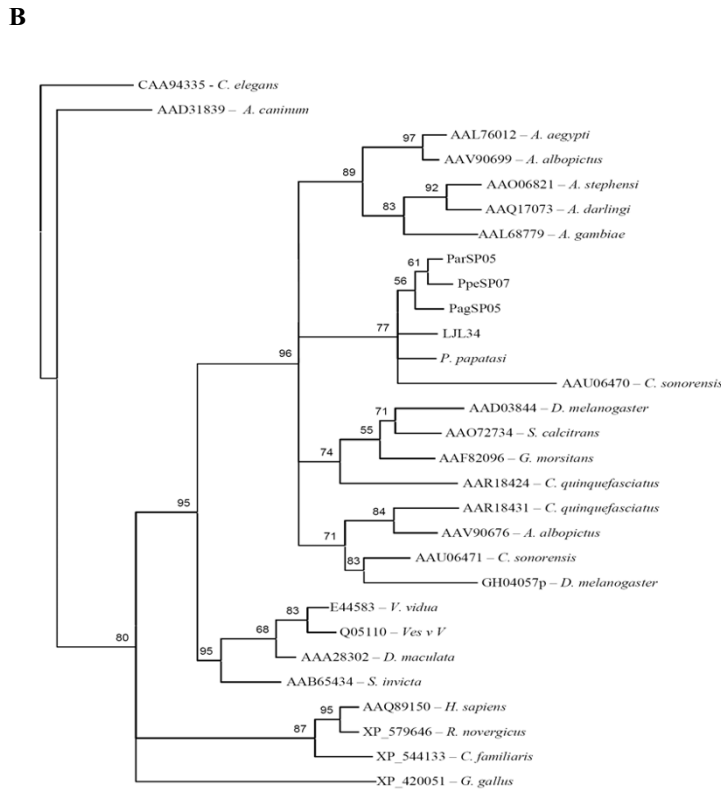 B
CAA94335 - C. elegans
AAD31839 – A. caninum
97
AAL76012 – A. aegypti
AAV90699 – A. albopictus
89
92
AAO06821 – A. stephensi
AAQ17073 – A. darlingi
83
AAL68779 – A. gambiae
61
ParSP05
56
PpeSP07
PagSP05
77
LJL34
96
P. papatasi
AAU06470 – C. sonorensis
71
AAD03844 – D. melanogaster
55
AAO72734 – S. calcitrans
74
AAF82096 – G. morsitans
AAR18424 – C. quinquefasciatus
95
84
AAR18431 – C. quinquefasciatus
71
AAV90676 – A. albopictus
83
AAU06471 – C. sonorensis
GH04057p – D. melanogaster
83
E44583 – V. vidua
80
95
68
Q05110 – Ves v V
AAA28302 – D. maculata
AAB65434 – S. invicta
95
AAQ89150 – H. sapiens
87
XP_579646 – R. novergicus
XP_544133 – C. familiaris
XP_420051 – G. gallus